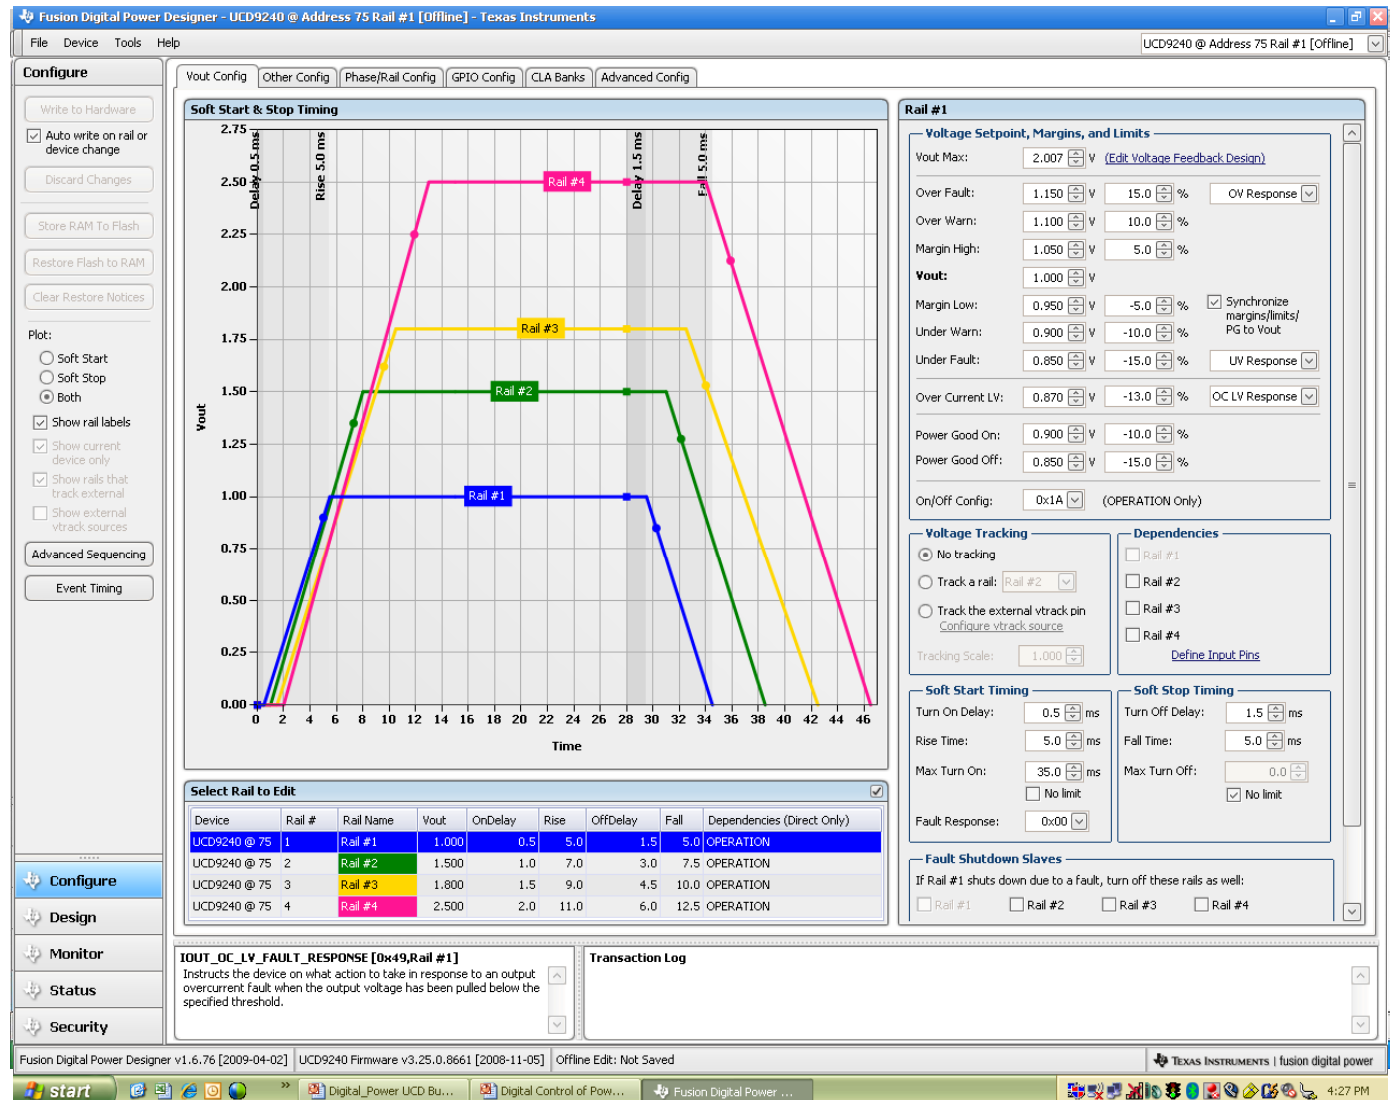 Fusion Digital Power Designer - UCD9240 @ Address 75 Rail #1 [Offline] - Texas Instruments
File Device Tools Help
UCD9240 @ Address 75 Rail #1 [Offline]
Configure
Write to Hardware
Auto write on rail or
device change
Discard Changes
Store RAM To Flash
Restore Flash to RAM
Clear Restore Notices
Plot:
Soft Start
Soft Stop
Both
Show rail labels
Show current
device only
Show rails that
track external
Show external
vtrack sources
Advanced Sequencing
Event Timing
Configure
Design
Monitor
Status
Security
Vout Config Other Config Phase/Rail Config GPIO Config CLA Banks Advanced Config
Soft Start & Stop Timing
2.75
2.50
2.25
2.00
1.75
1.50
1.25
1.00
0.75
0.50
0.25
0.00
Vout
Delay 0.5 ms
Rise 5.0 ms
Delay 1.5 ms
Fall 5.0 ms
Rail #4
Rail #3
Rail #2
Rail #1
0 2 4 6 8 10 12 14 16 18 20 22 24 26 28 30 32 34 36 38 40 42 44 46
Time
Select Rail to Edit
Device Rail # Rail Name Vout OnDelay Rise OffDelay Fall Dependencies (Direct Only)
UCD9240 @ 75 1 Rail #1 1.000 0.5 5.0 1.5 5.0 OPERATION
UCD9240 @ 75 2 Rail #2 1.500 1.0 7.0 3.0 7.5 OPERATION
UCD9240 @ 75 3 Rail #3 1.800 1.5 9.0 4.5 10.0 OPERATION
UCD9240 @ 75 4 Rail #4 2.500 2.0 11.0 6.0 12.5 OPERATION
Rail #1
Voltage Setpoint, Margins, and Limits
Vout Max: 2.007 V (Edit Voltage Feedback Design)
Over Fault: 1.150 V 15.0 % OV Response
Over Warn: 1.100 V 10.0 %
Margin High: 1.050 V 5.0 %
Vout: 1.000 V
Margin Low: 0.950 V -5.0 %
Synchronize
margins/limits/
PG to Vout
Under Warn: 0.900 V -10.0 %
Under Fault: 0.850 V -15.0 % UV Response
Over Current LV: 0.870 V -13.0 % OC LV Response
Power Good On: 0.900 V -10.0 %
Power Good Off: 0.850 V -15.0 %
On/Off Config: 0x1A (OPERATION Only)
Voltage Tracking
No tracking
Track a rail: Rail #2
Track the external vtrack pin
Configure vtrack source
Tracking Scale: 1.000
Dependencies
Rail #1
Rail #2
Rail #3
Rail #4
Define Input Pins
Soft Start Timing
Turn On Delay: 0.5 ms
Rise Time: 5.0 ms
Max Turn On: 35.0 ms
No limit
Fault Response: 0x00
Soft Stop Timing
Turn Off Delay: 1.5 ms
Fall Time: 5.0 ms
Max Turn Off: 0.0
No limit
Fault Shutdown Slaves
If Rail #1 shuts down due to a fault, turn off these rails as well:
Rail #1 Rail #2 Rail #3 Rail #4
IOUT_OC_LV_FAULT_RESPONSE [0x49,Rail #1]
Instructs the device on what action to take in response to an output
overcurrent fault when the output voltage has been pulled below the
specified threshold.
Transaction Log
Fusion Digital Power Designer v1.6.76 [2009-04-02] UCD9240 Firmware v3.25.0.8661 [2008-11-05] Offline Edit: Not Saved
TEXAS INSTRUMENTS | fusion digital power
start
Digital_Power UCD Bu... Digital Control of Pow... Fusion Digital Power ...
4:27 PM